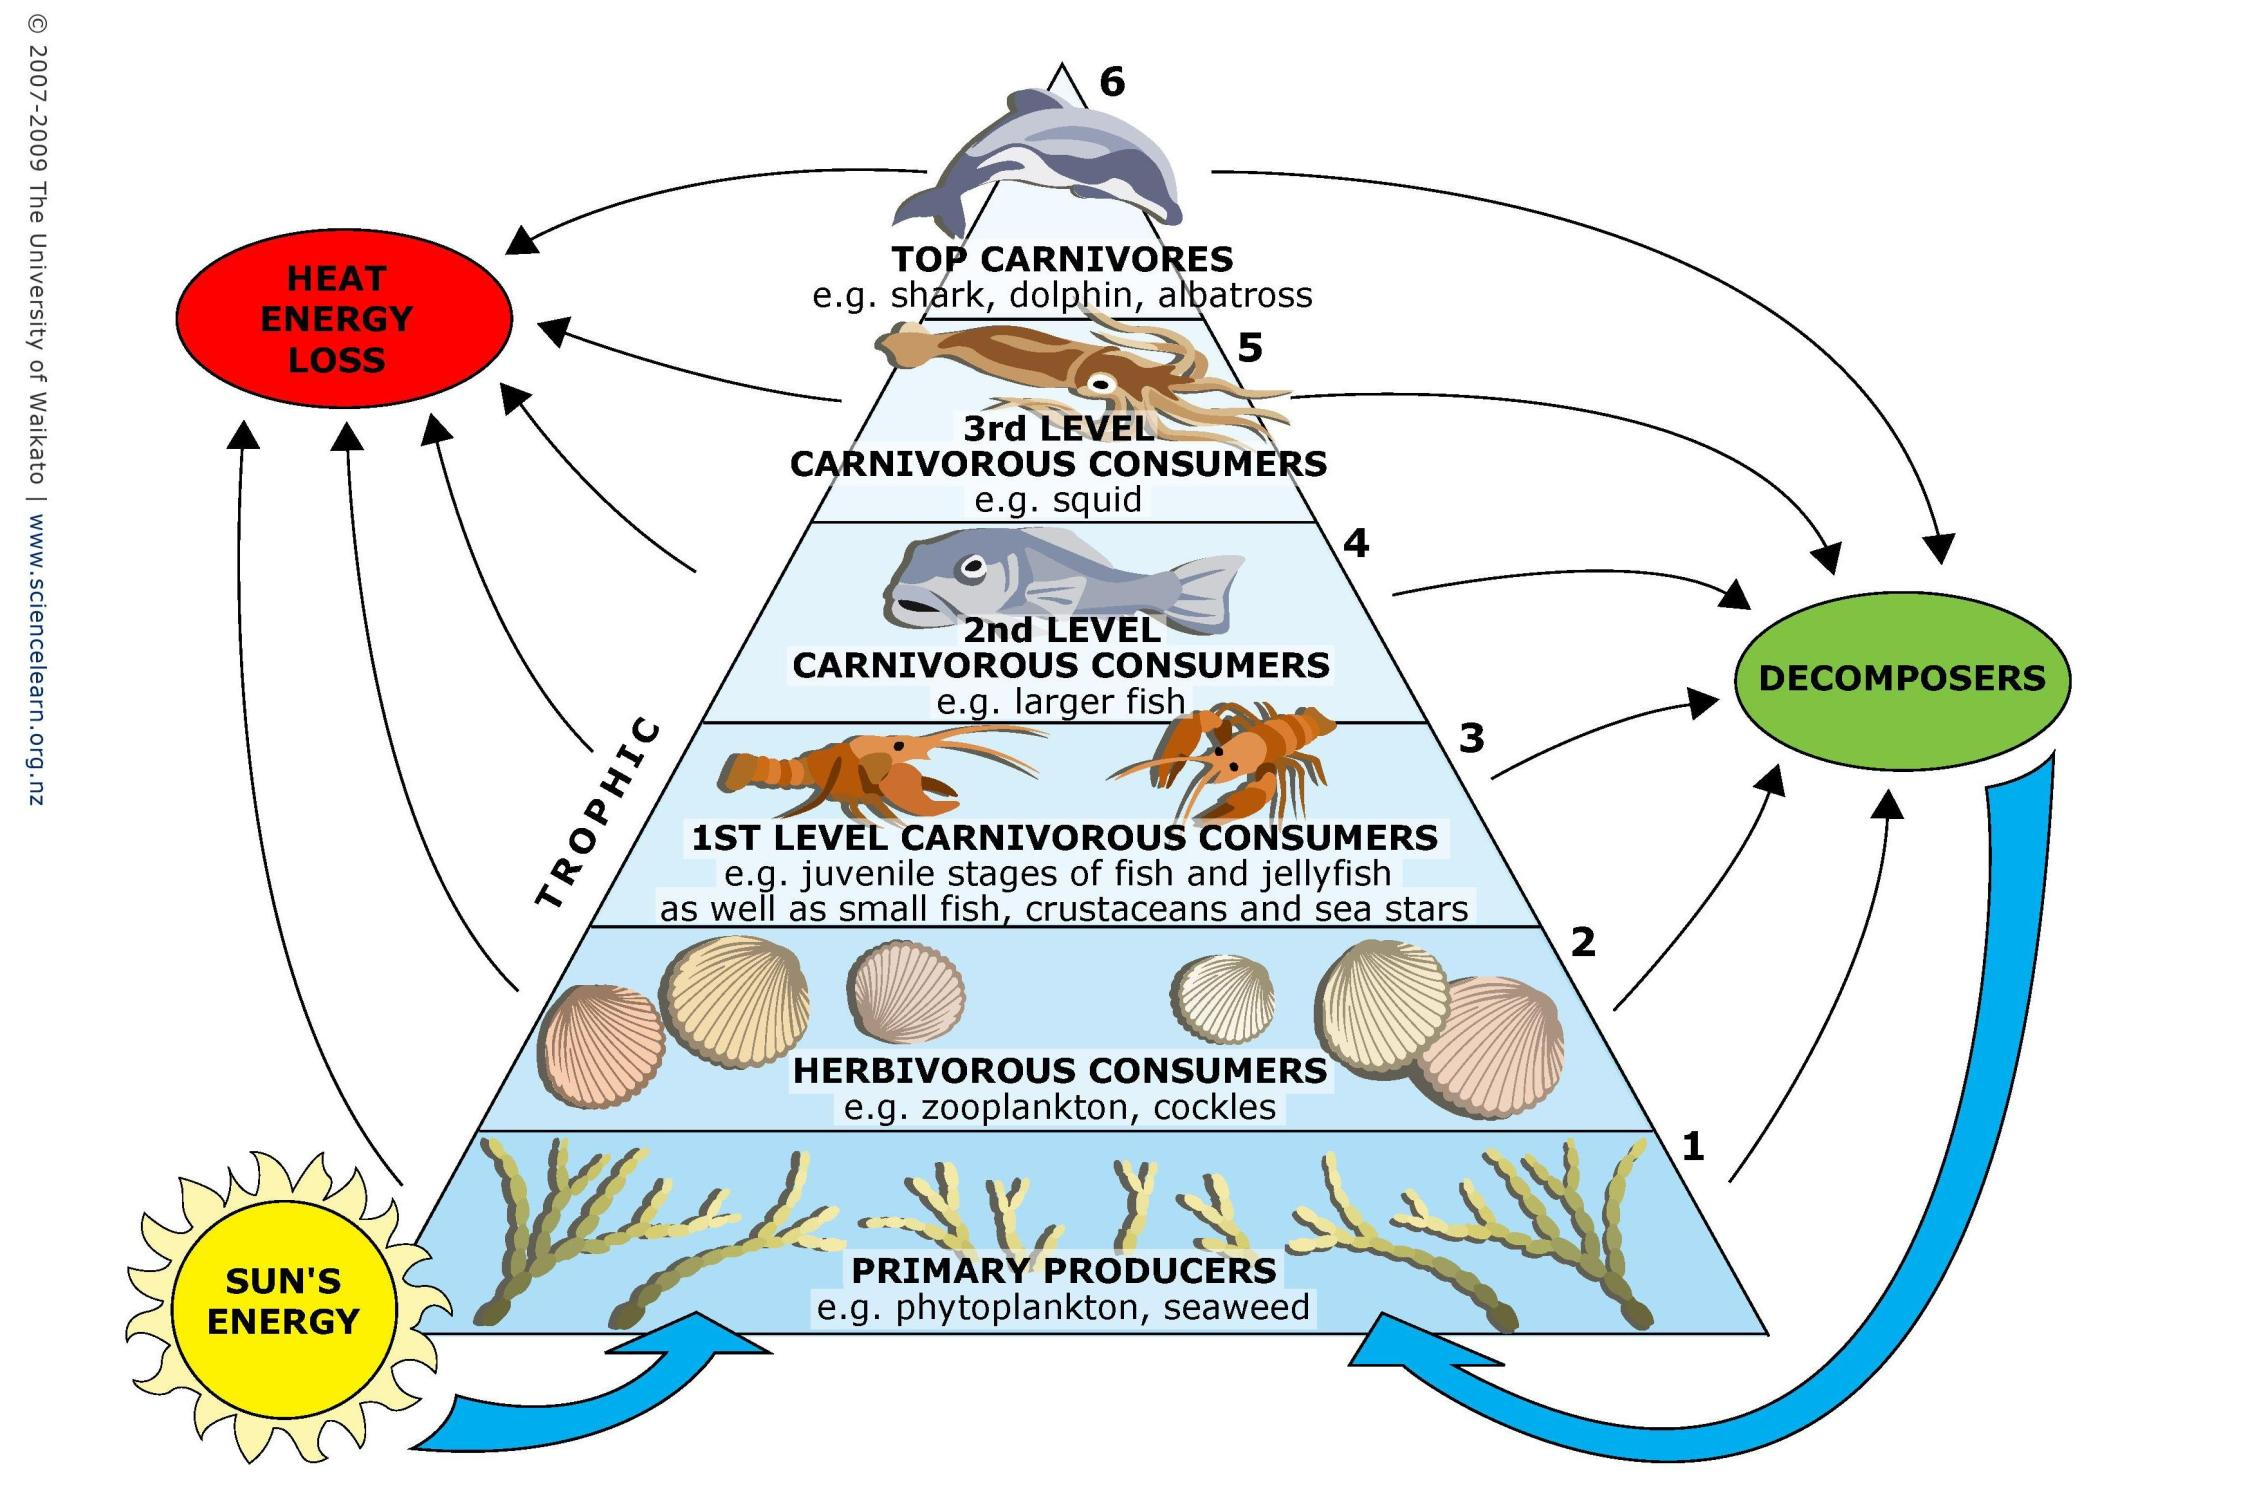 © 2007-2009 The University of Waikato | www.sciencelearn.org.nz
6
TOP CARNIVORES
e.g. shark, dolphin, albatross
HEAT
ENERGY
LOSS
5
3rd LEVEL
CARNIVOROUS CONSUMERS
e.g. squid
4
2nd LEVEL
CARNIVOROUS CONSUMERS
e.g. larger fish
DECOMPOSERS
TROPHIC
3
1ST LEVEL CARNIVOROUS CONSUMERS
e.g. juvenile stages of fish and jellyfish
as well as small fish, crustaceans and sea stars
2
HERBIVOROUS CONSUMERS
e.g. zooplankton, cockles
1
PRIMARY PRODUCERS
e.g. phytoplankton, seaweed
SUN'S
ENERGY